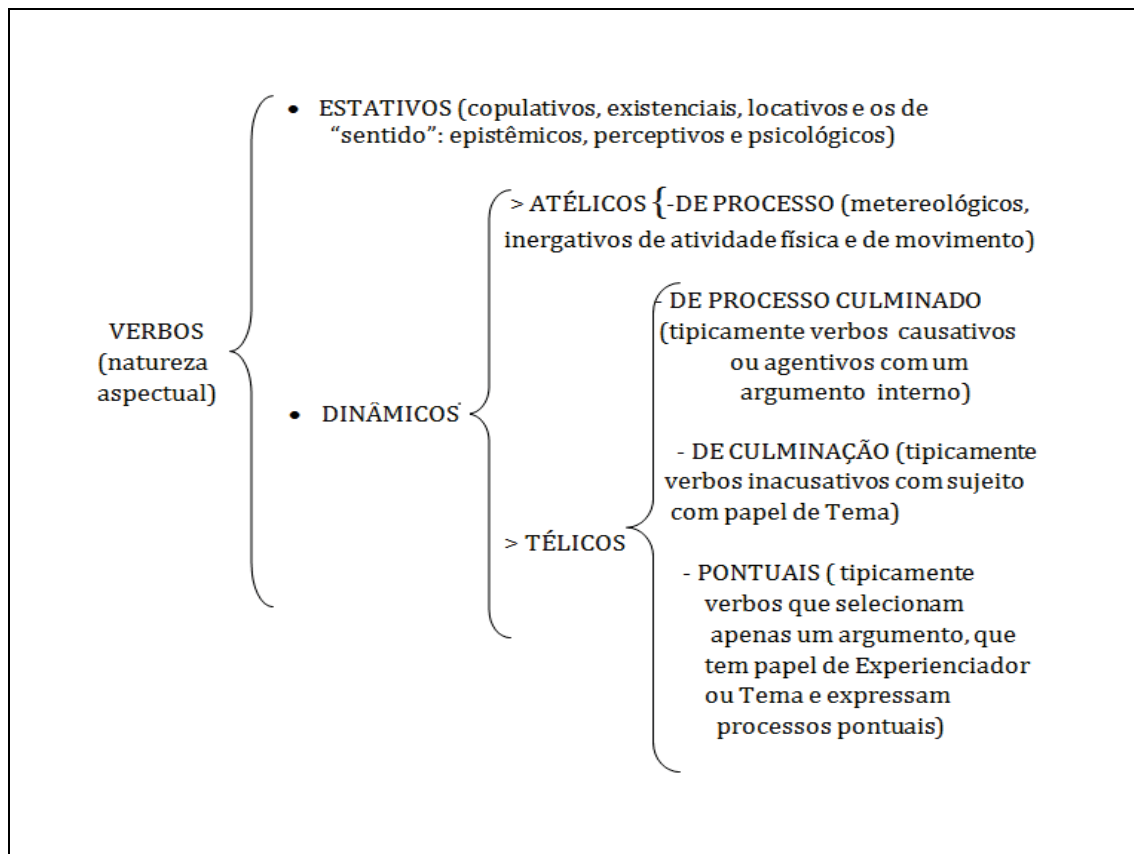 • ESTATIVOS (copulativos, existenciais, locativos e os de
“sentido”: epistêmicos, perceptivos e psicológicos)
> ATÉLICOS {-DE PROCESSO (metereológicos,
inergativos de atividade física e de movimento)
- DE PROCESSO CULMINADO
(tipicamente verbos causativos
ou agentivos com um
argumento interno)
VERBOS
(natureza
aspectual)
• DINÂMICOS
- DE CULMINAÇÃO (tipicamente
verbos inacusativos com sujeito
com papel de Tema)
> TÉLICOS
- PONTUAIS ( tipicamente
verbos que selecionam
apenas um argumento, que
tem papel de Experienciador
ou Tema e expressam
processos pontuais)